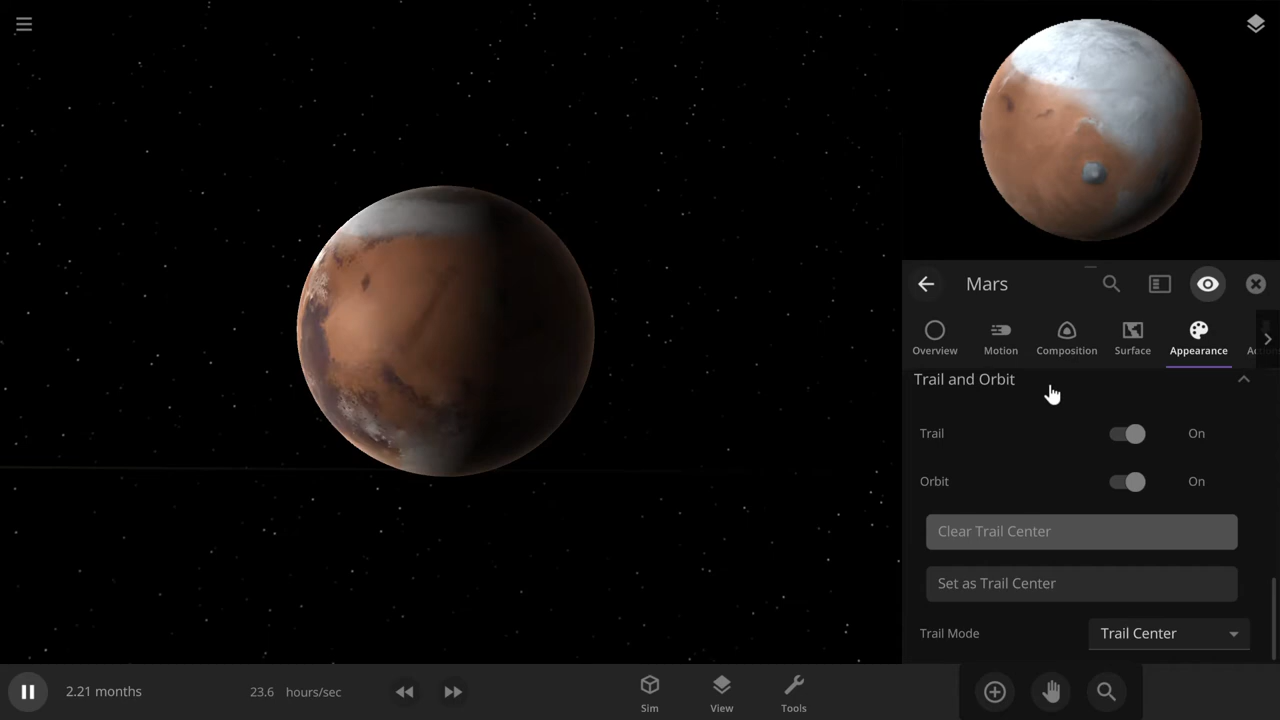 Mars
Overview
Motion
Composition
Surface
Appearance
Trail and Orbit
Trail On
Orbit On
Clear Trail Center
Set as Trail Center
Trail Mode Trail Center
2.21 months
23.6 hours/sec
Sim
View
Tools